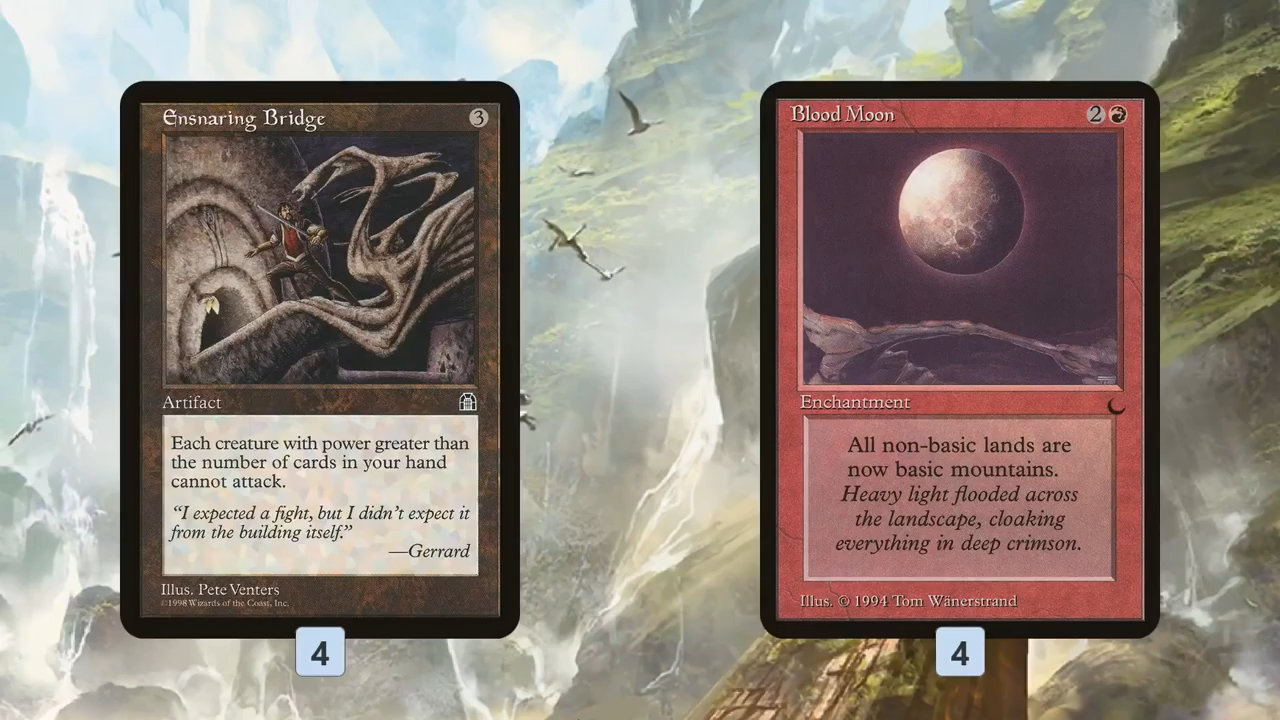 Ensnaring Bridge 3
Artifact
Each creature with power greater than
the number of cards in your hand
cannot attack.
“I expected a fight, but I didn’t expect it
from the building itself.”
—Gerrard
Illus. Pete Venters
©1998 Wizards of the Coast, Inc.
4
Blood Moon 2
Enchantment
All non-basic lands are
now basic mountains.
Heavy light flooded across
the landscape, cloaking
everything in deep crimson.
Illus. © 1994 Tom Wänerstrand
4